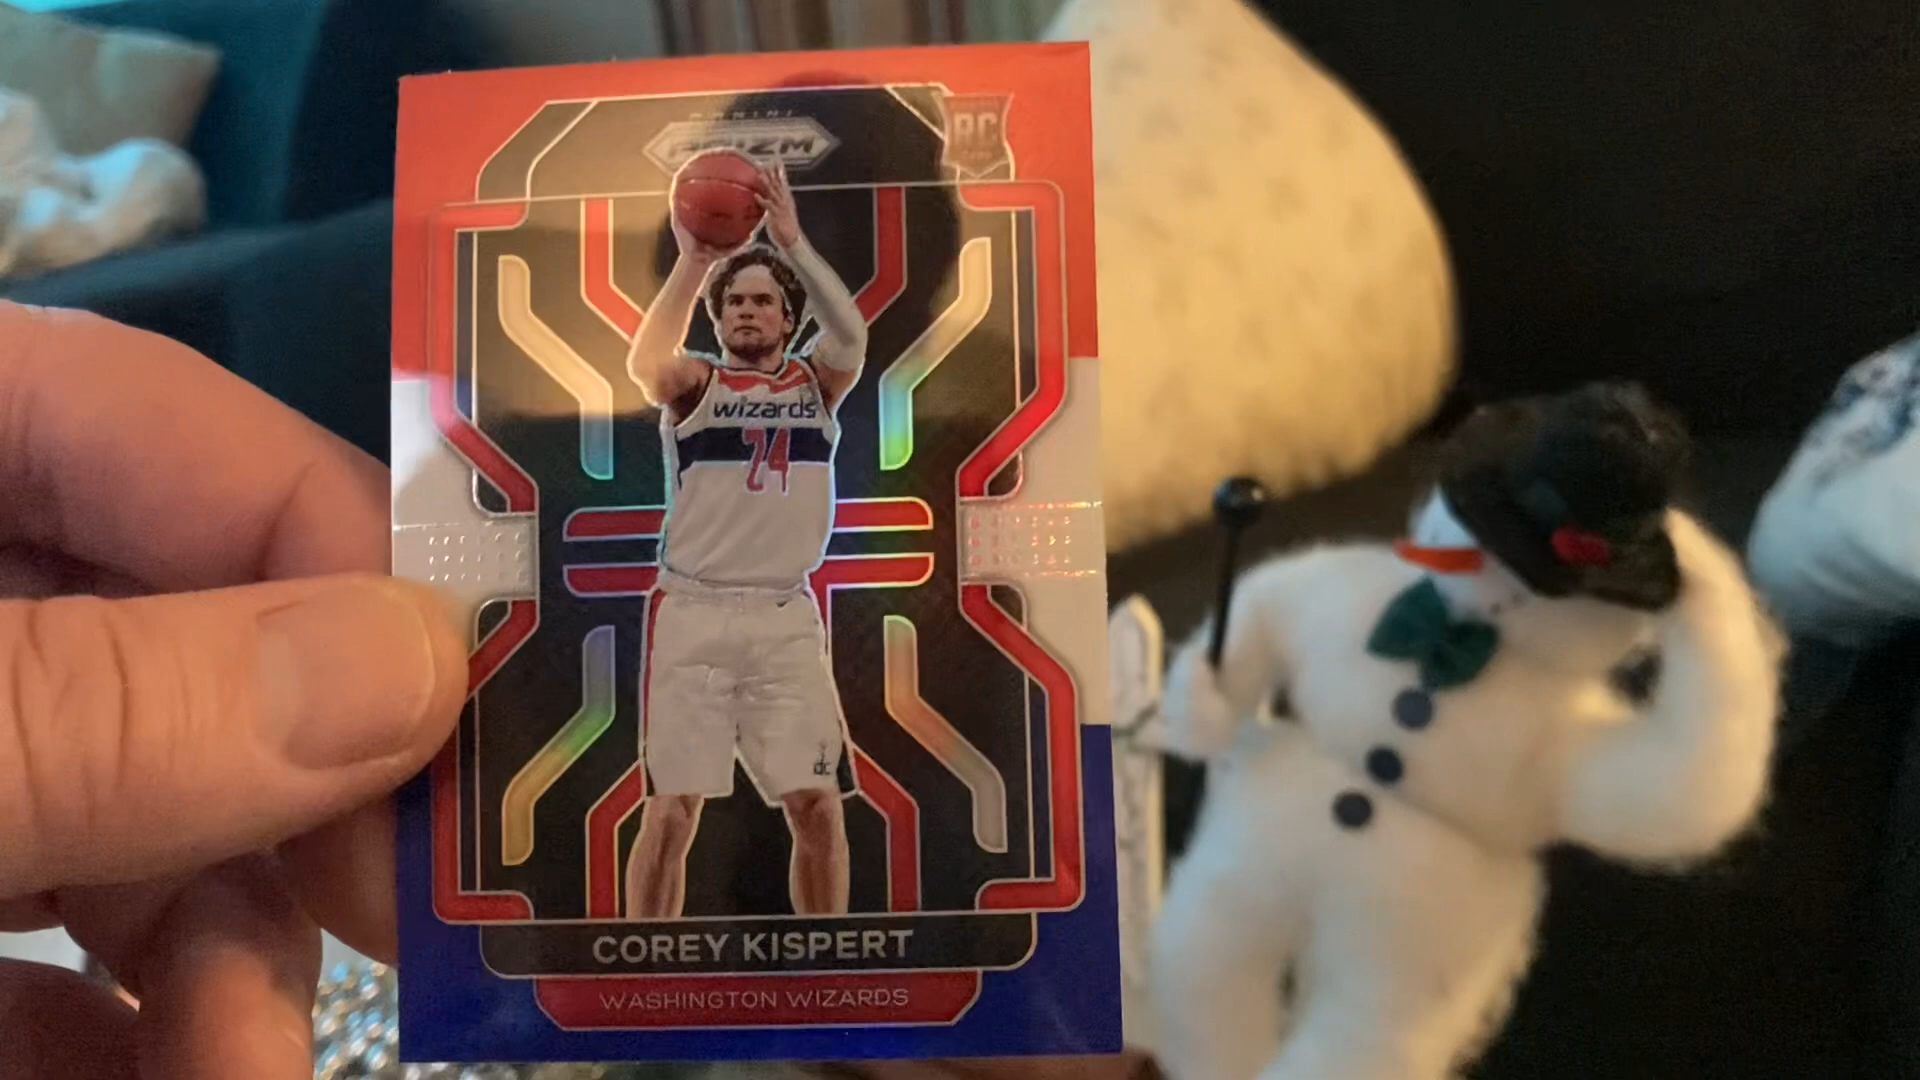 PANINI
PRIZM
RC
wizards
24
COREY KISPERT
WASHINGTON WIZARDS